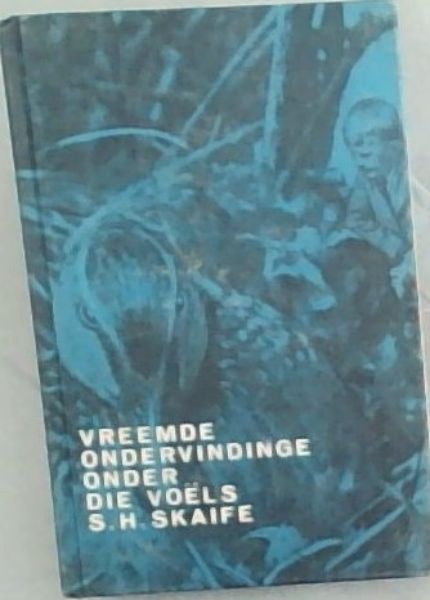 VREEMDE
ONDERVINDINGE
ONDER
DIE VOËLS
S.H. SKAIFE